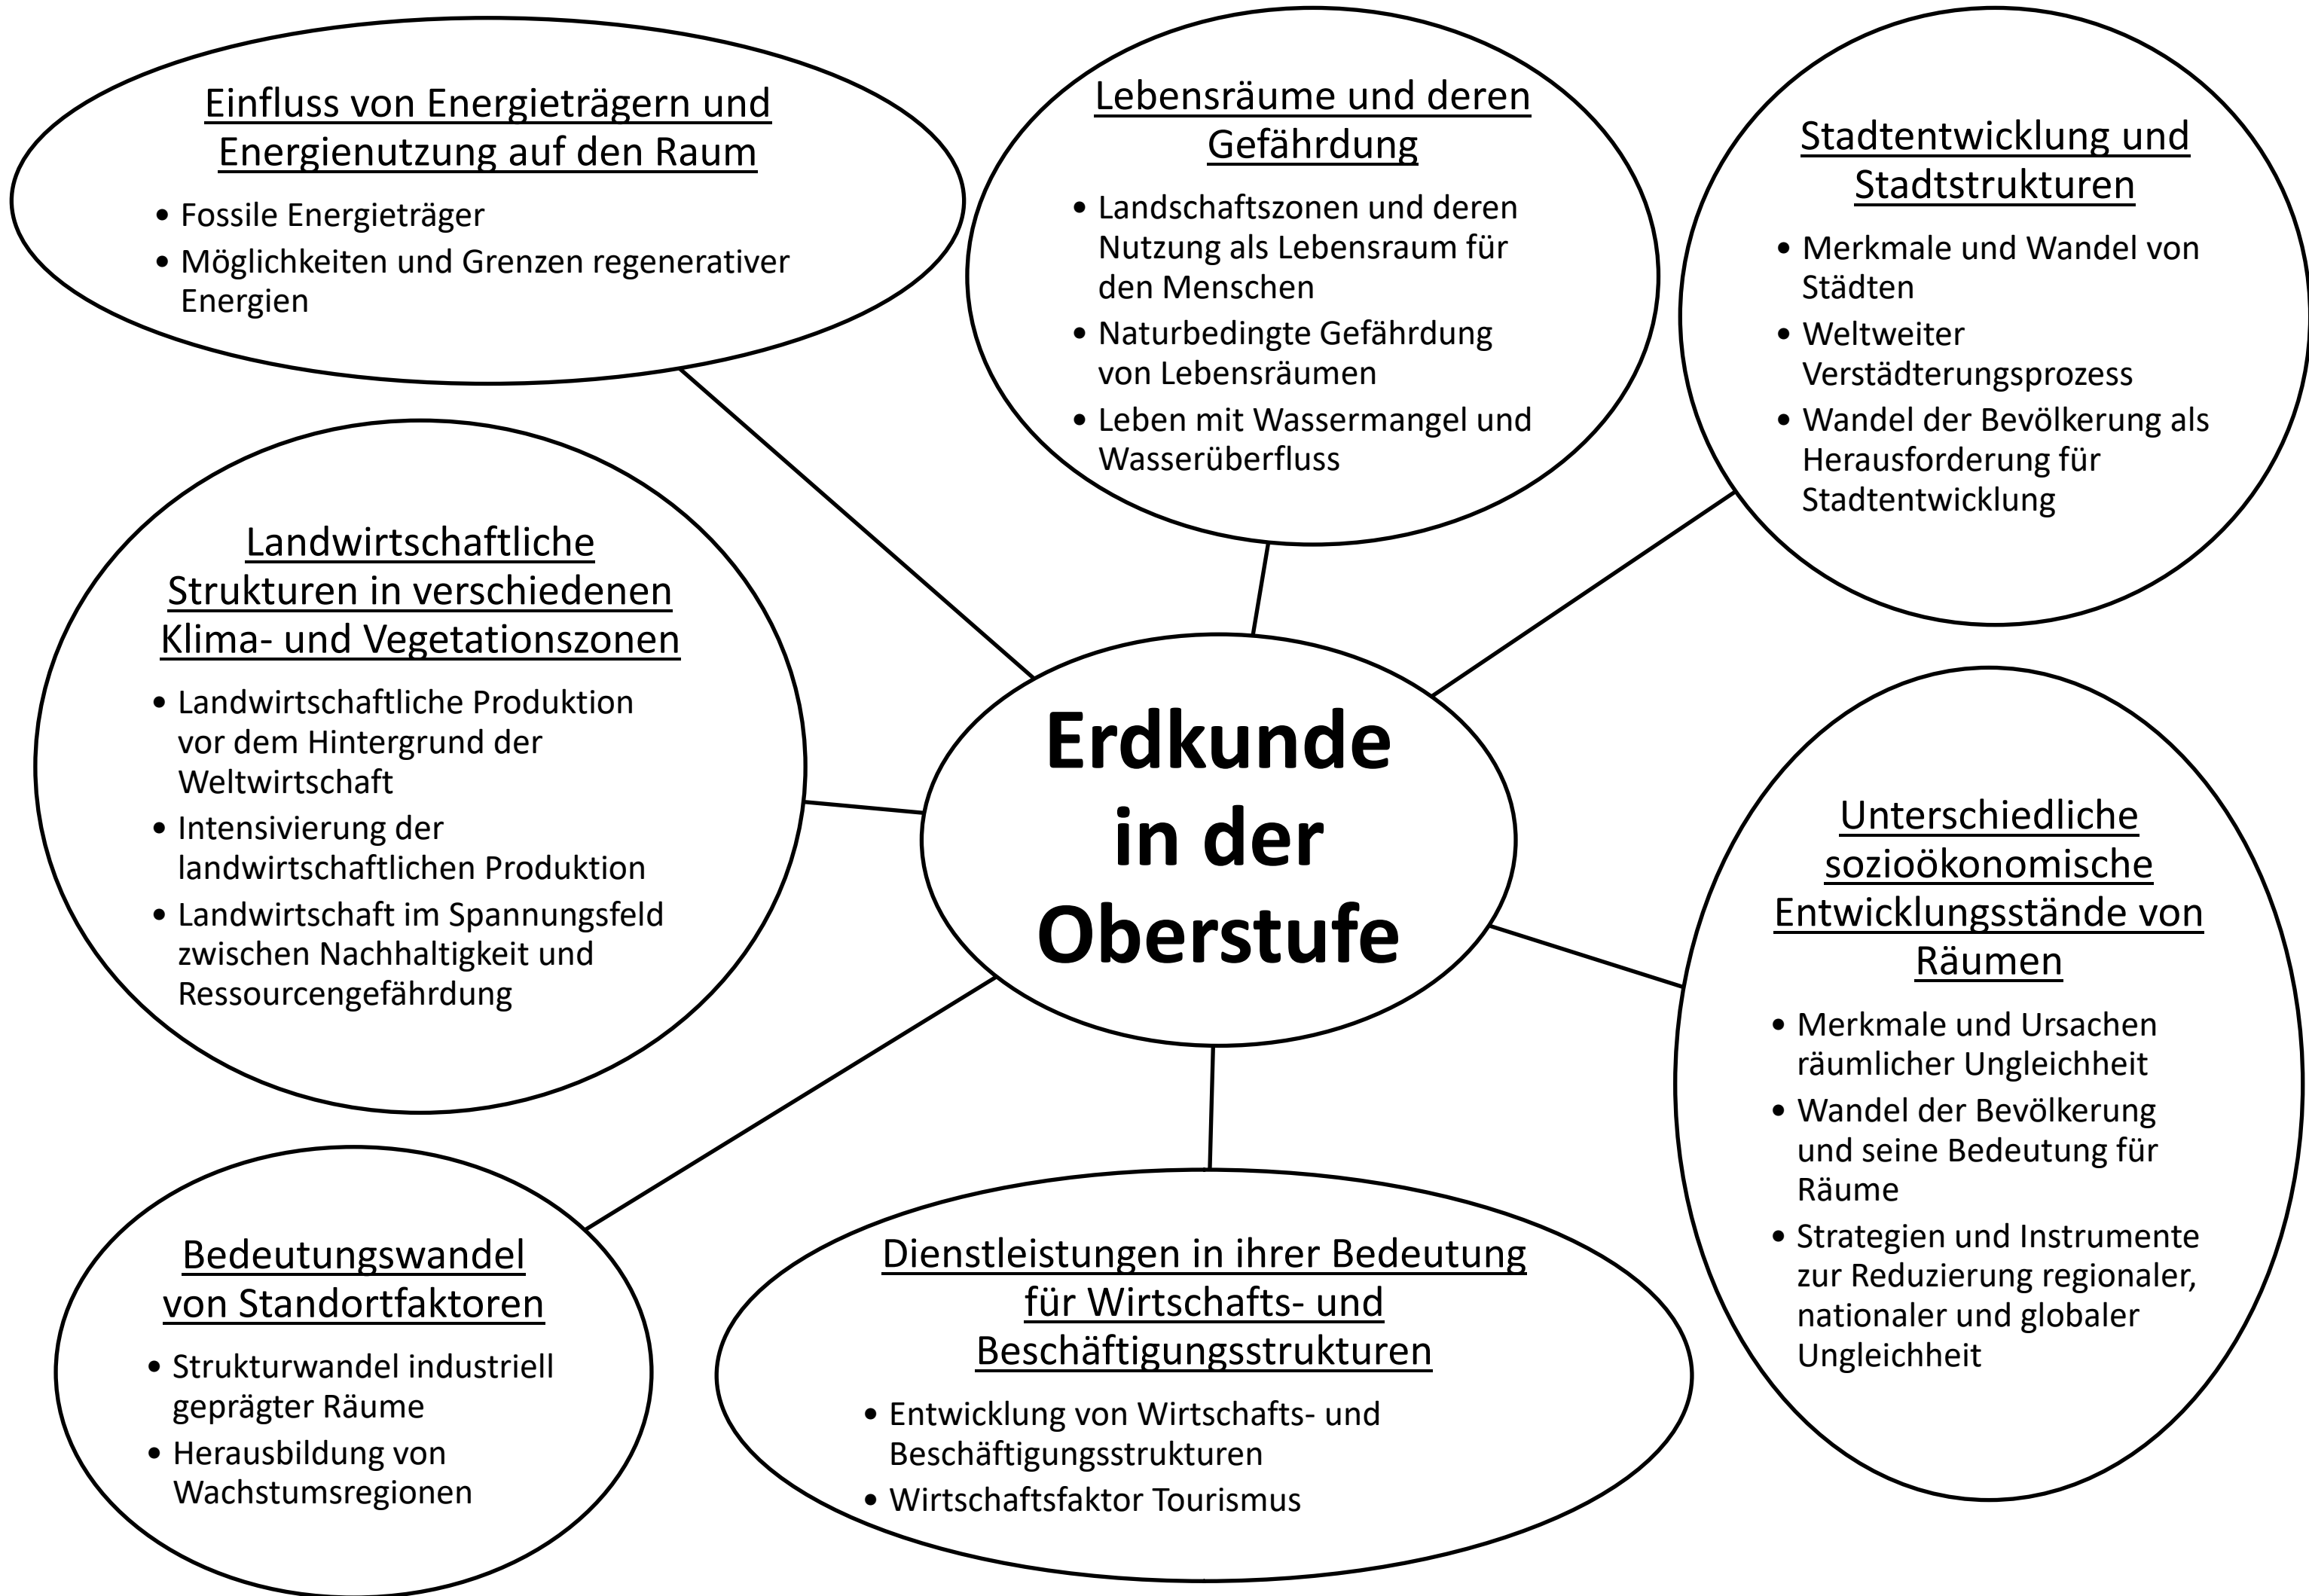 Einfluss von Energieträgern und
Energienutzung auf den Raum
• Fossile Energieträger
• Möglichkeiten und Grenzen regenerativer
Energien
Lebensräume und deren
Gefährdung
• Landschaftszonen und deren
Nutzung als Lebensraum für
den Menschen
• Naturbedingte Gefährdung
von Lebensräumen
• Leben mit Wassermangel und
Wasserüberfluss
Stadtentwicklung und
Stadtstrukturen
• Merkmale und Wandel von
Städten
• Weltweiter
Verstädterungsprozess
• Wandel der Bevölkerung als
Herausforderung für
Stadtentwicklung
Landwirtschaftliche
Strukturen in verschiedenen
Klima- und Vegetationszonen
• Landwirtschaftliche Produktion
vor dem Hintergrund der
Weltwirtschaft
• Intensivierung der
landwirtschaftlichen Produktion
• Landwirtschaft im Spannungsfeld
zwischen Nachhaltigkeit und
Ressourcengefährdung
Erdkunde
in der
Oberstufe
Unterschiedliche
sozioökonomische
Entwicklungsstände von
Räumen
• Merkmale und Ursachen
räumlicher Ungleichheit
• Wandel der Bevölkerung
und seine Bedeutung für
Räume
• Strategien und Instrumente
zur Reduzierung regionaler,
nationaler und globaler
Ungleichheit
Bedeutungswandel
von Standortfaktoren
• Strukturwandel industriell
geprägter Räume
• Herausbildung von
Wachstumsregionen
Dienstleistungen in ihrer Bedeutung
für Wirtschafts- und
Beschäftigungsstrukturen
• Entwicklung von Wirtschafts- und
Beschäftigungsstrukturen
• Wirtschaftsfaktor Tourismus